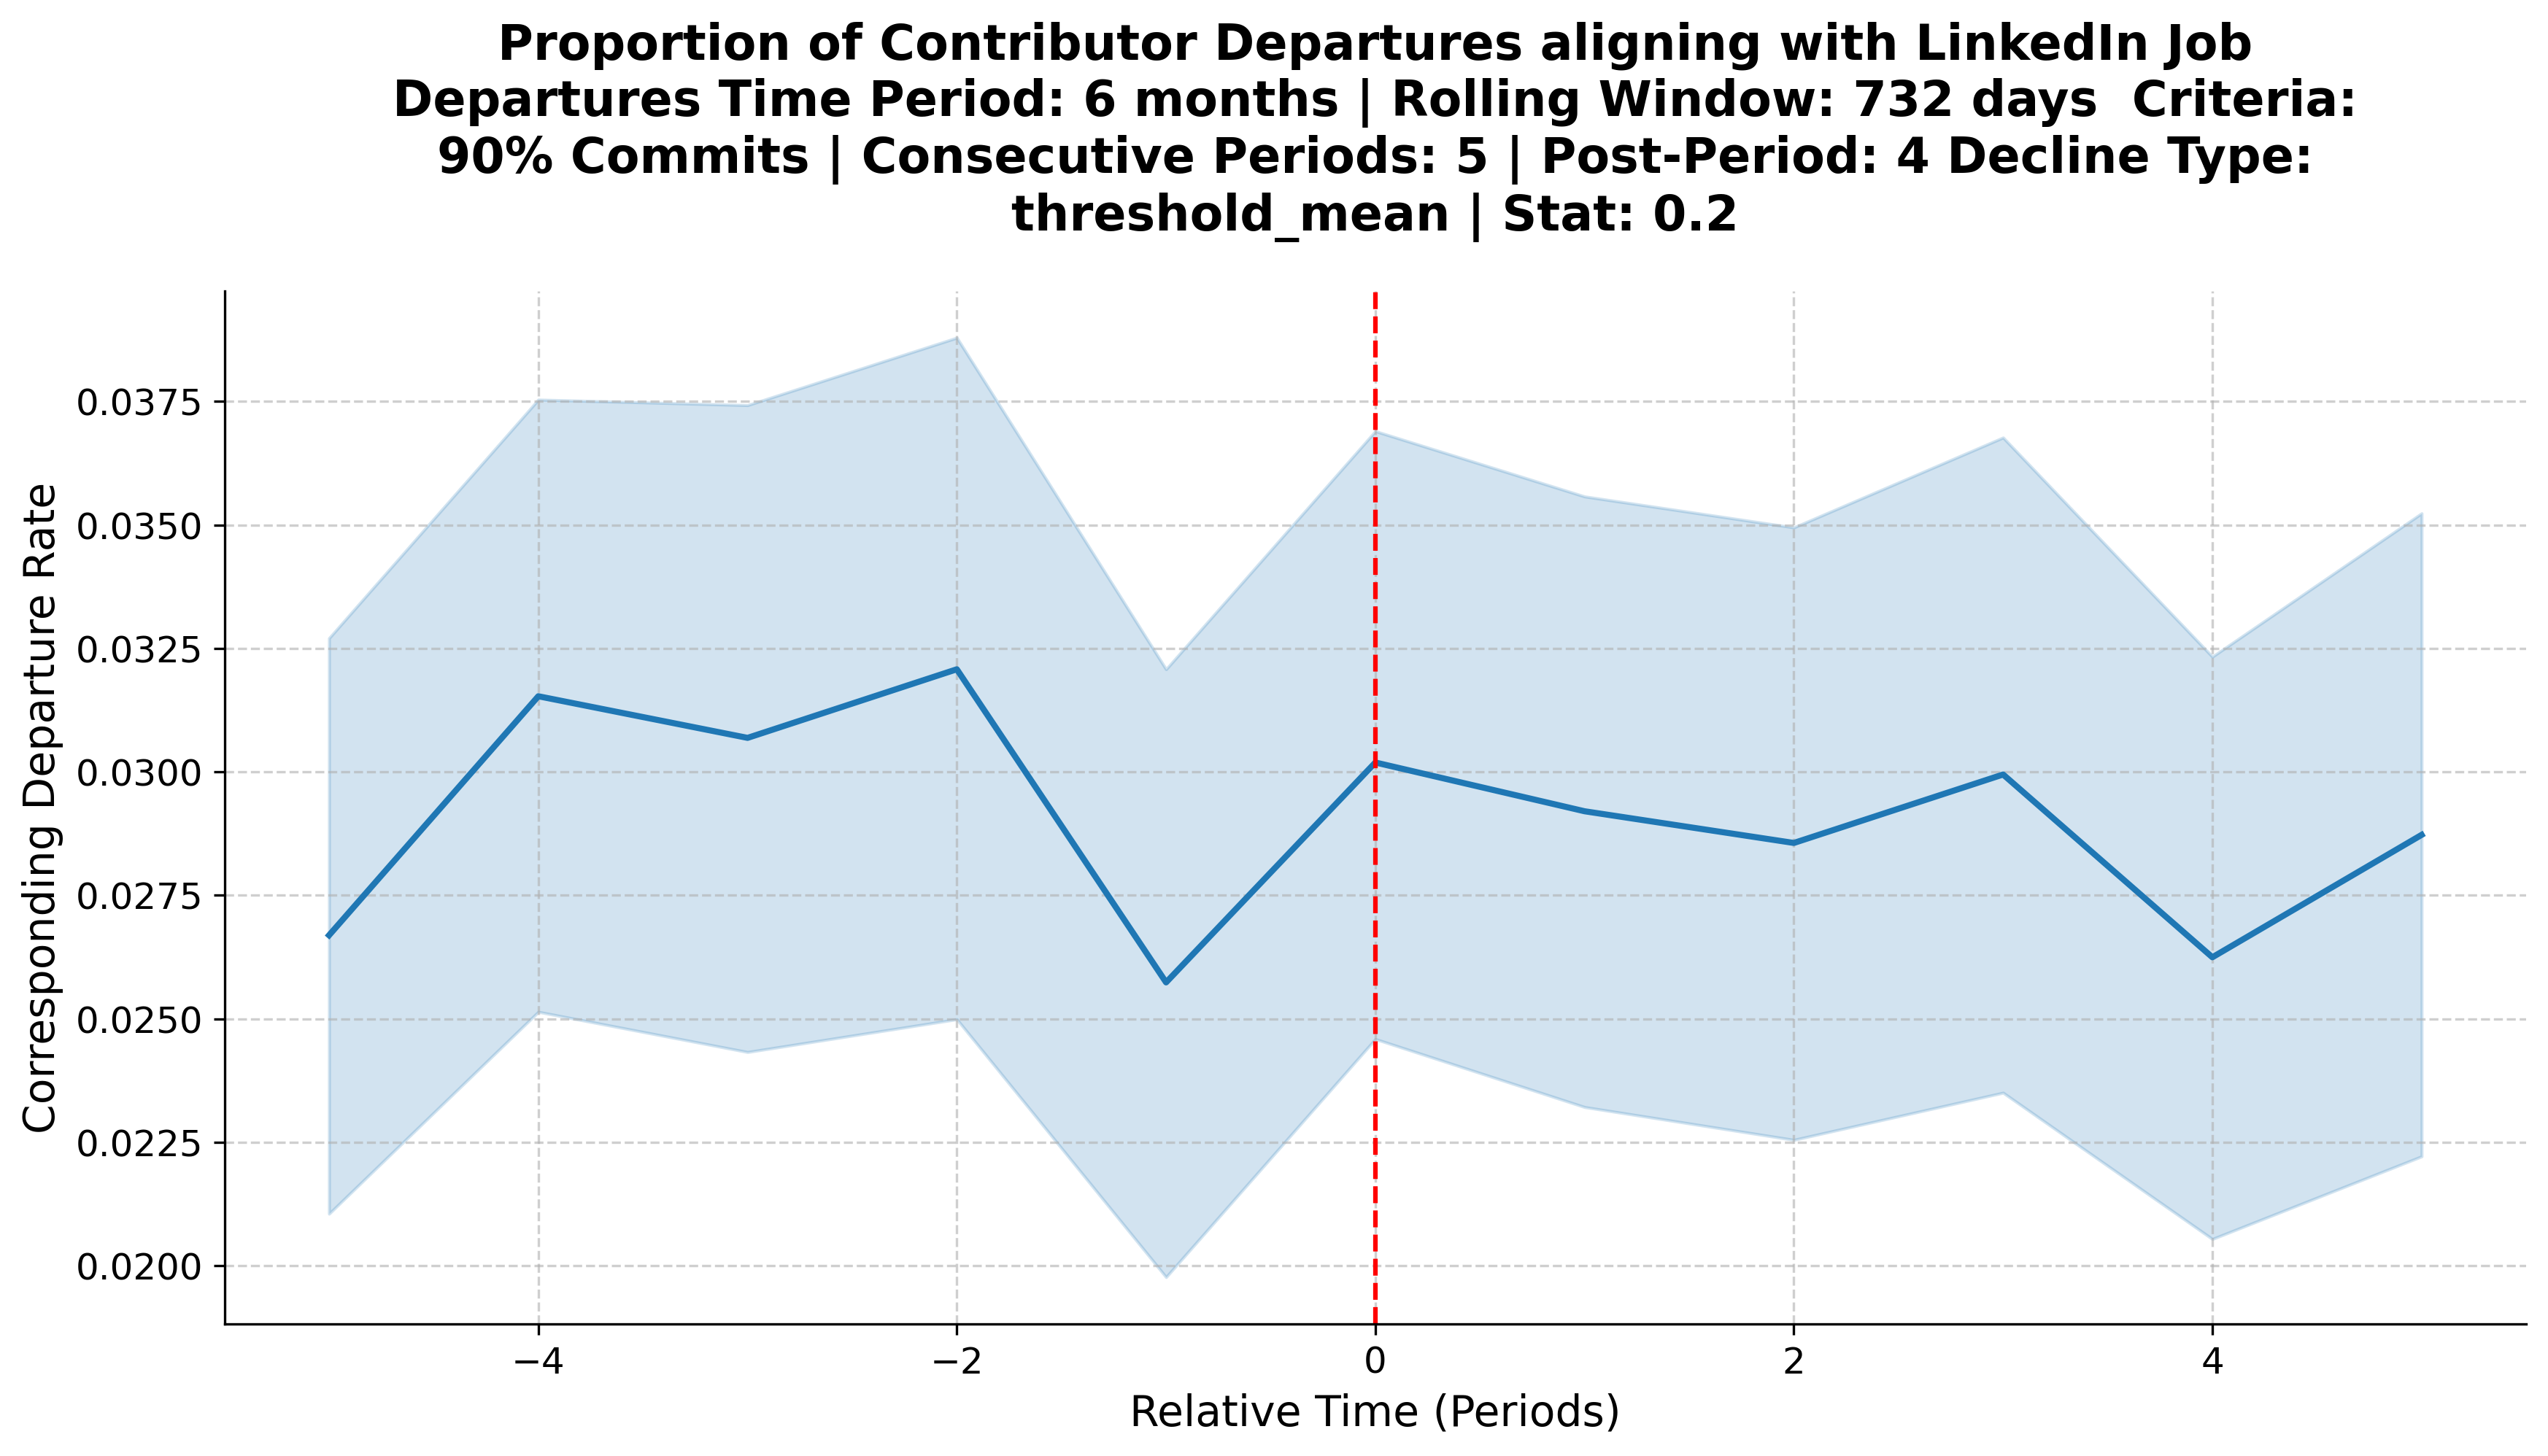 Proportion of Contributor Departures aligning with LinkedIn Job
Departures Time Period: 6 months | Rolling Window: 732 days  Criteria:
90% Commits | Consecutive Periods: 5 | Post-Period: 4 Decline Type:
threshold_mean | Stat: 0.2
Corresponding Departure Rate
0.0375
0.0350
0.0325
0.0300
0.0275
0.0250
0.0225
0.0200
−4
−2
0
2
4
Relative Time (Periods)